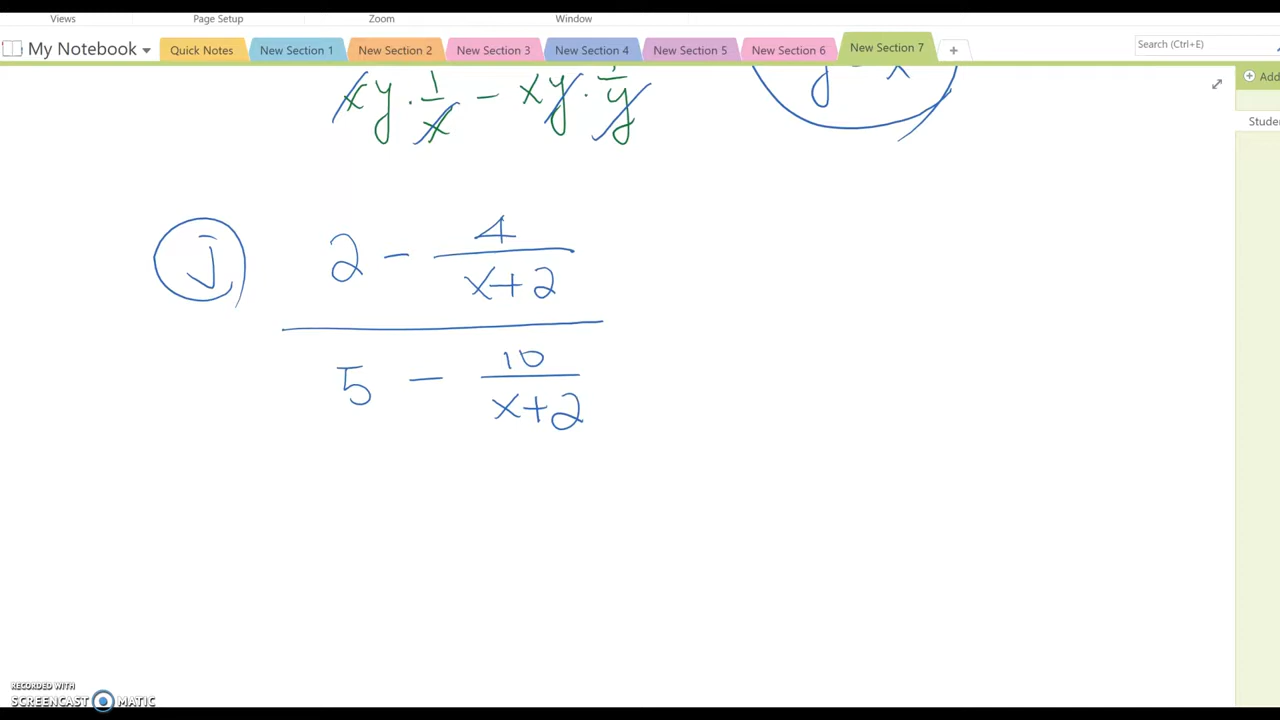 Views Page Setup Zoom Window
My Notebook Quick Notes New Section 1 New Section 2 New Section 3 New Section 4 New Section 5 New Section 6 New Section 7 + Search (Ctrl+E)
Add
Stude
xy · 1/x - xy · 1/y
J 2 - 4/(x+2)
5 - 10/(x+2)
RECORDED WITH
SCREENCAST MATIC